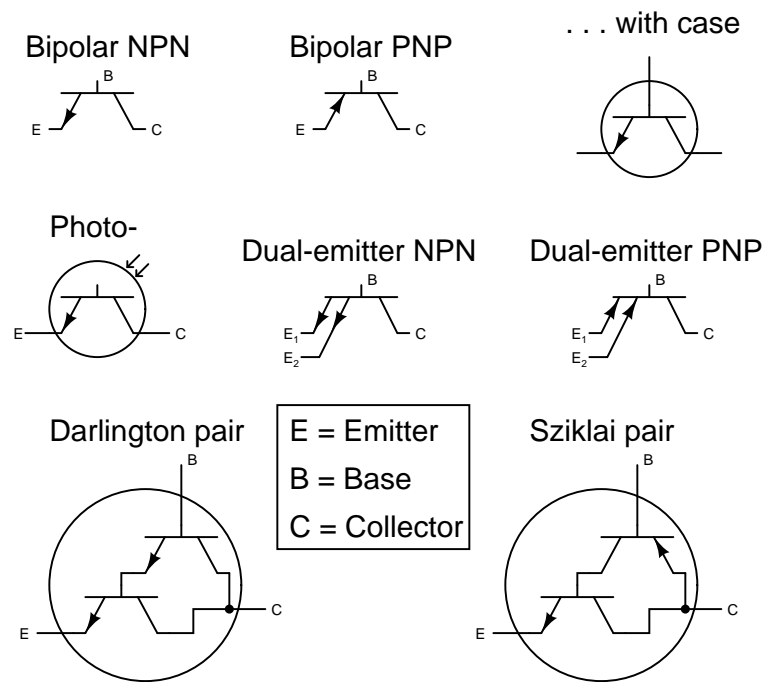 Bipolar NPN
B
E
C
Bipolar PNP
B
E
C
. . . with case
Photo-
E
C
Dual-emitter NPN
B
E₁
C
E₂
Dual-emitter PNP
B
E₁
C
E₂
Darlington pair
B
C
E
E = Emitter
B = Base
C = Collector
Sziklai pair
B
C
E